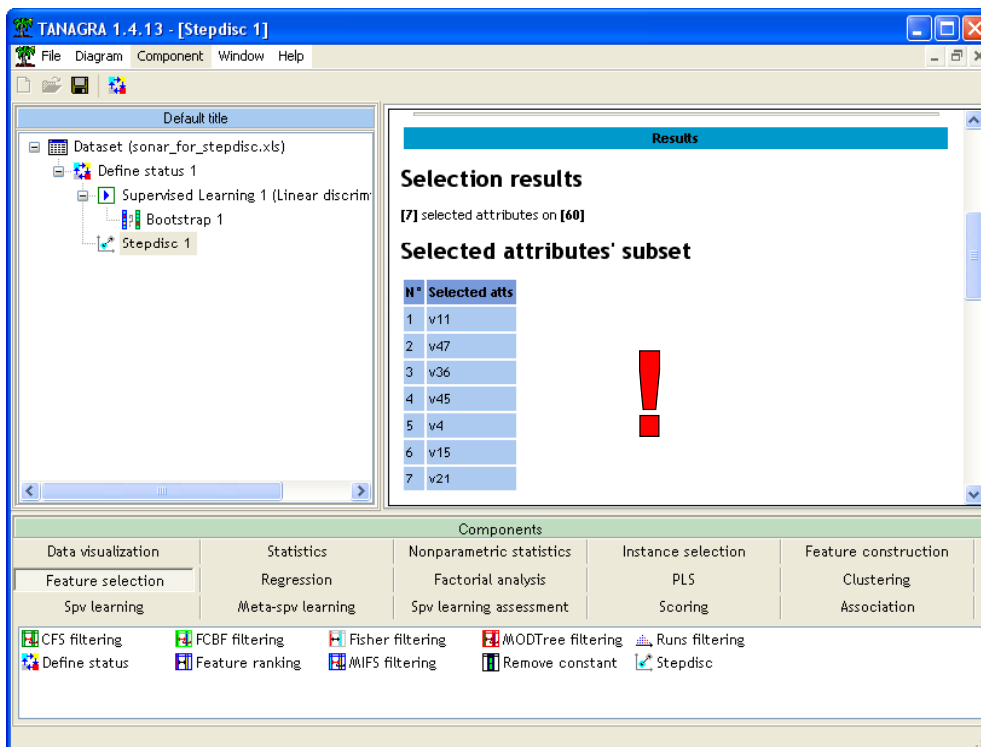 TANAGRA 1.4.13 - [Stepdisc 1]
File Diagram Component Window Help
Default title
Dataset (sonar_for_stepdisc.xls)
Define status 1
Supervised Learning 1 (Linear discrim
Bootstrap 1
Stepdisc 1
Results
Selection results
[7] selected attributes on [60]
Selected attributes' subset
N° Selected atts
1 v11
2 v47
3 v36
4 v45
5 v4
6 v15
7 v21
!
Components
Data visualization Statistics Nonparametric statistics Instance selection Feature construction
Feature selection Regression Factorial analysis PLS Clustering
Spv learning Meta-spv learning Spv learning assessment Scoring Association
CFS filtering FCBF filtering Fisher filtering MODTree filtering Runs filtering
Define status Feature ranking MIFS filtering Remove constant Stepdisc